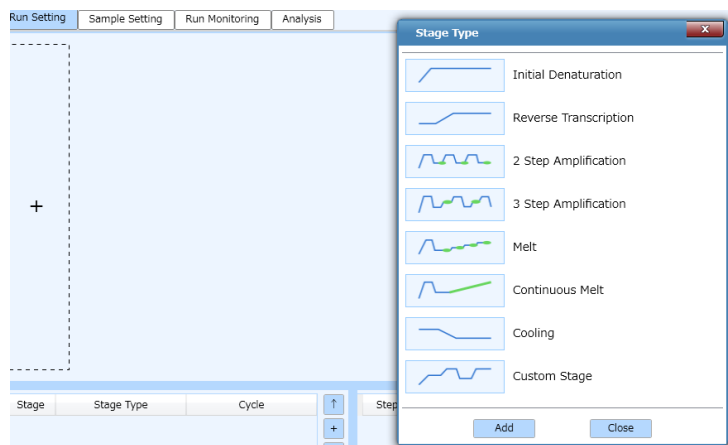 Run Setting Sample Setting Run Monitoring Analysis
Stage Type
x
Initial Denaturation
Reverse Transcription
2 Step Amplification
3 Step Amplification
Melt
Continuous Melt
Cooling
Custom Stage
Add Close
+
Stage Stage Type Cycle ↑ Step
+